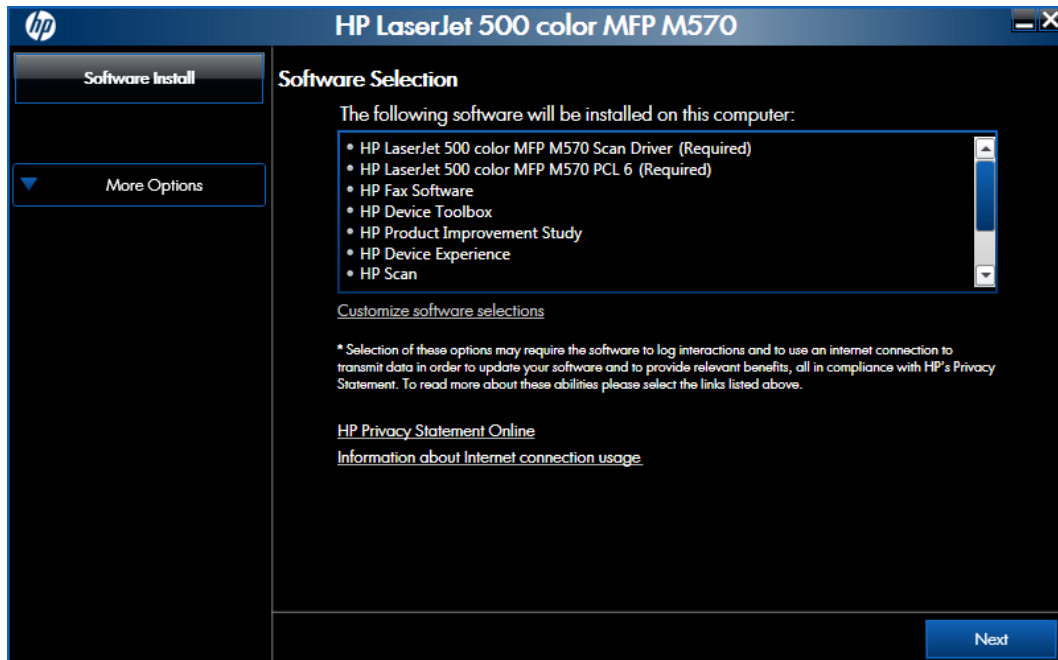 hp
HP LaserJet 500 color MFP M570
Software Install
More Options
Software Selection
The following software will be installed on this computer:
• HP LaserJet 500 color MFP M570 Scan Driver (Required)
• HP LaserJet 500 color MFP M570 PCL 6 (Required)
• HP Fax Software
• HP Device Toolbox
• HP Product Improvement Study
• HP Device Experience
• HP Scan
Customize software selections
* Selection of these options may require the software to log interactions and to use an internet connection to
transmit data in order to update your software and to provide relevant benefits, all in compliance with HP's Privacy
Statement. To read more about these abilities please select the links listed above.
HP Privacy Statement Online
Information about Internet connection usage
Next